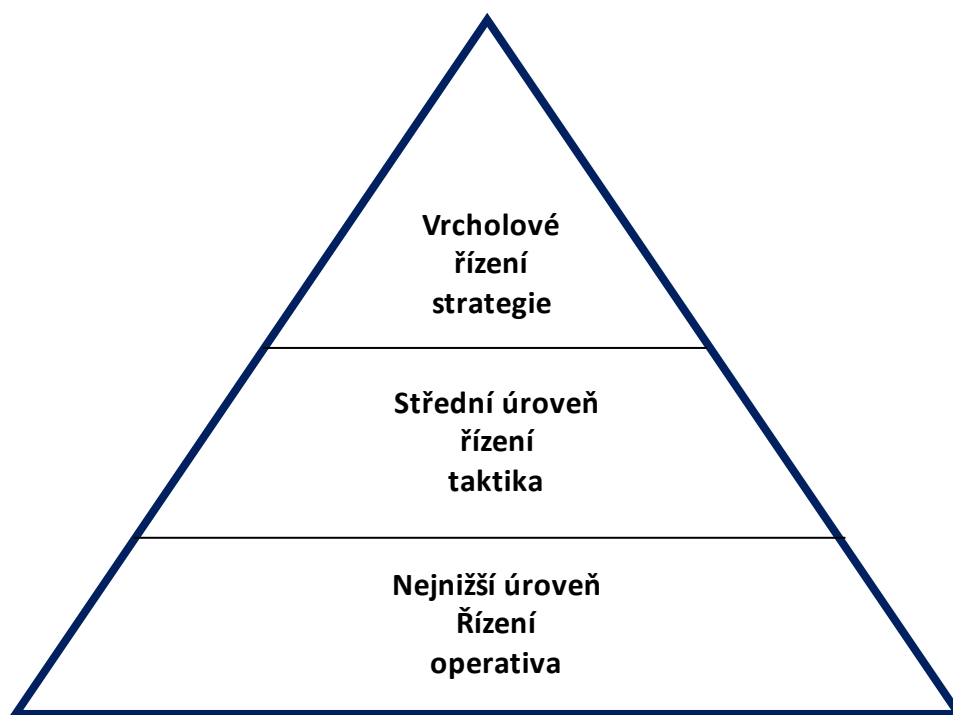 Vrcholové
řízení
strategie
Střední úroveň
řízení
taktika
Nejnižší úroveň
Řízení
operativa